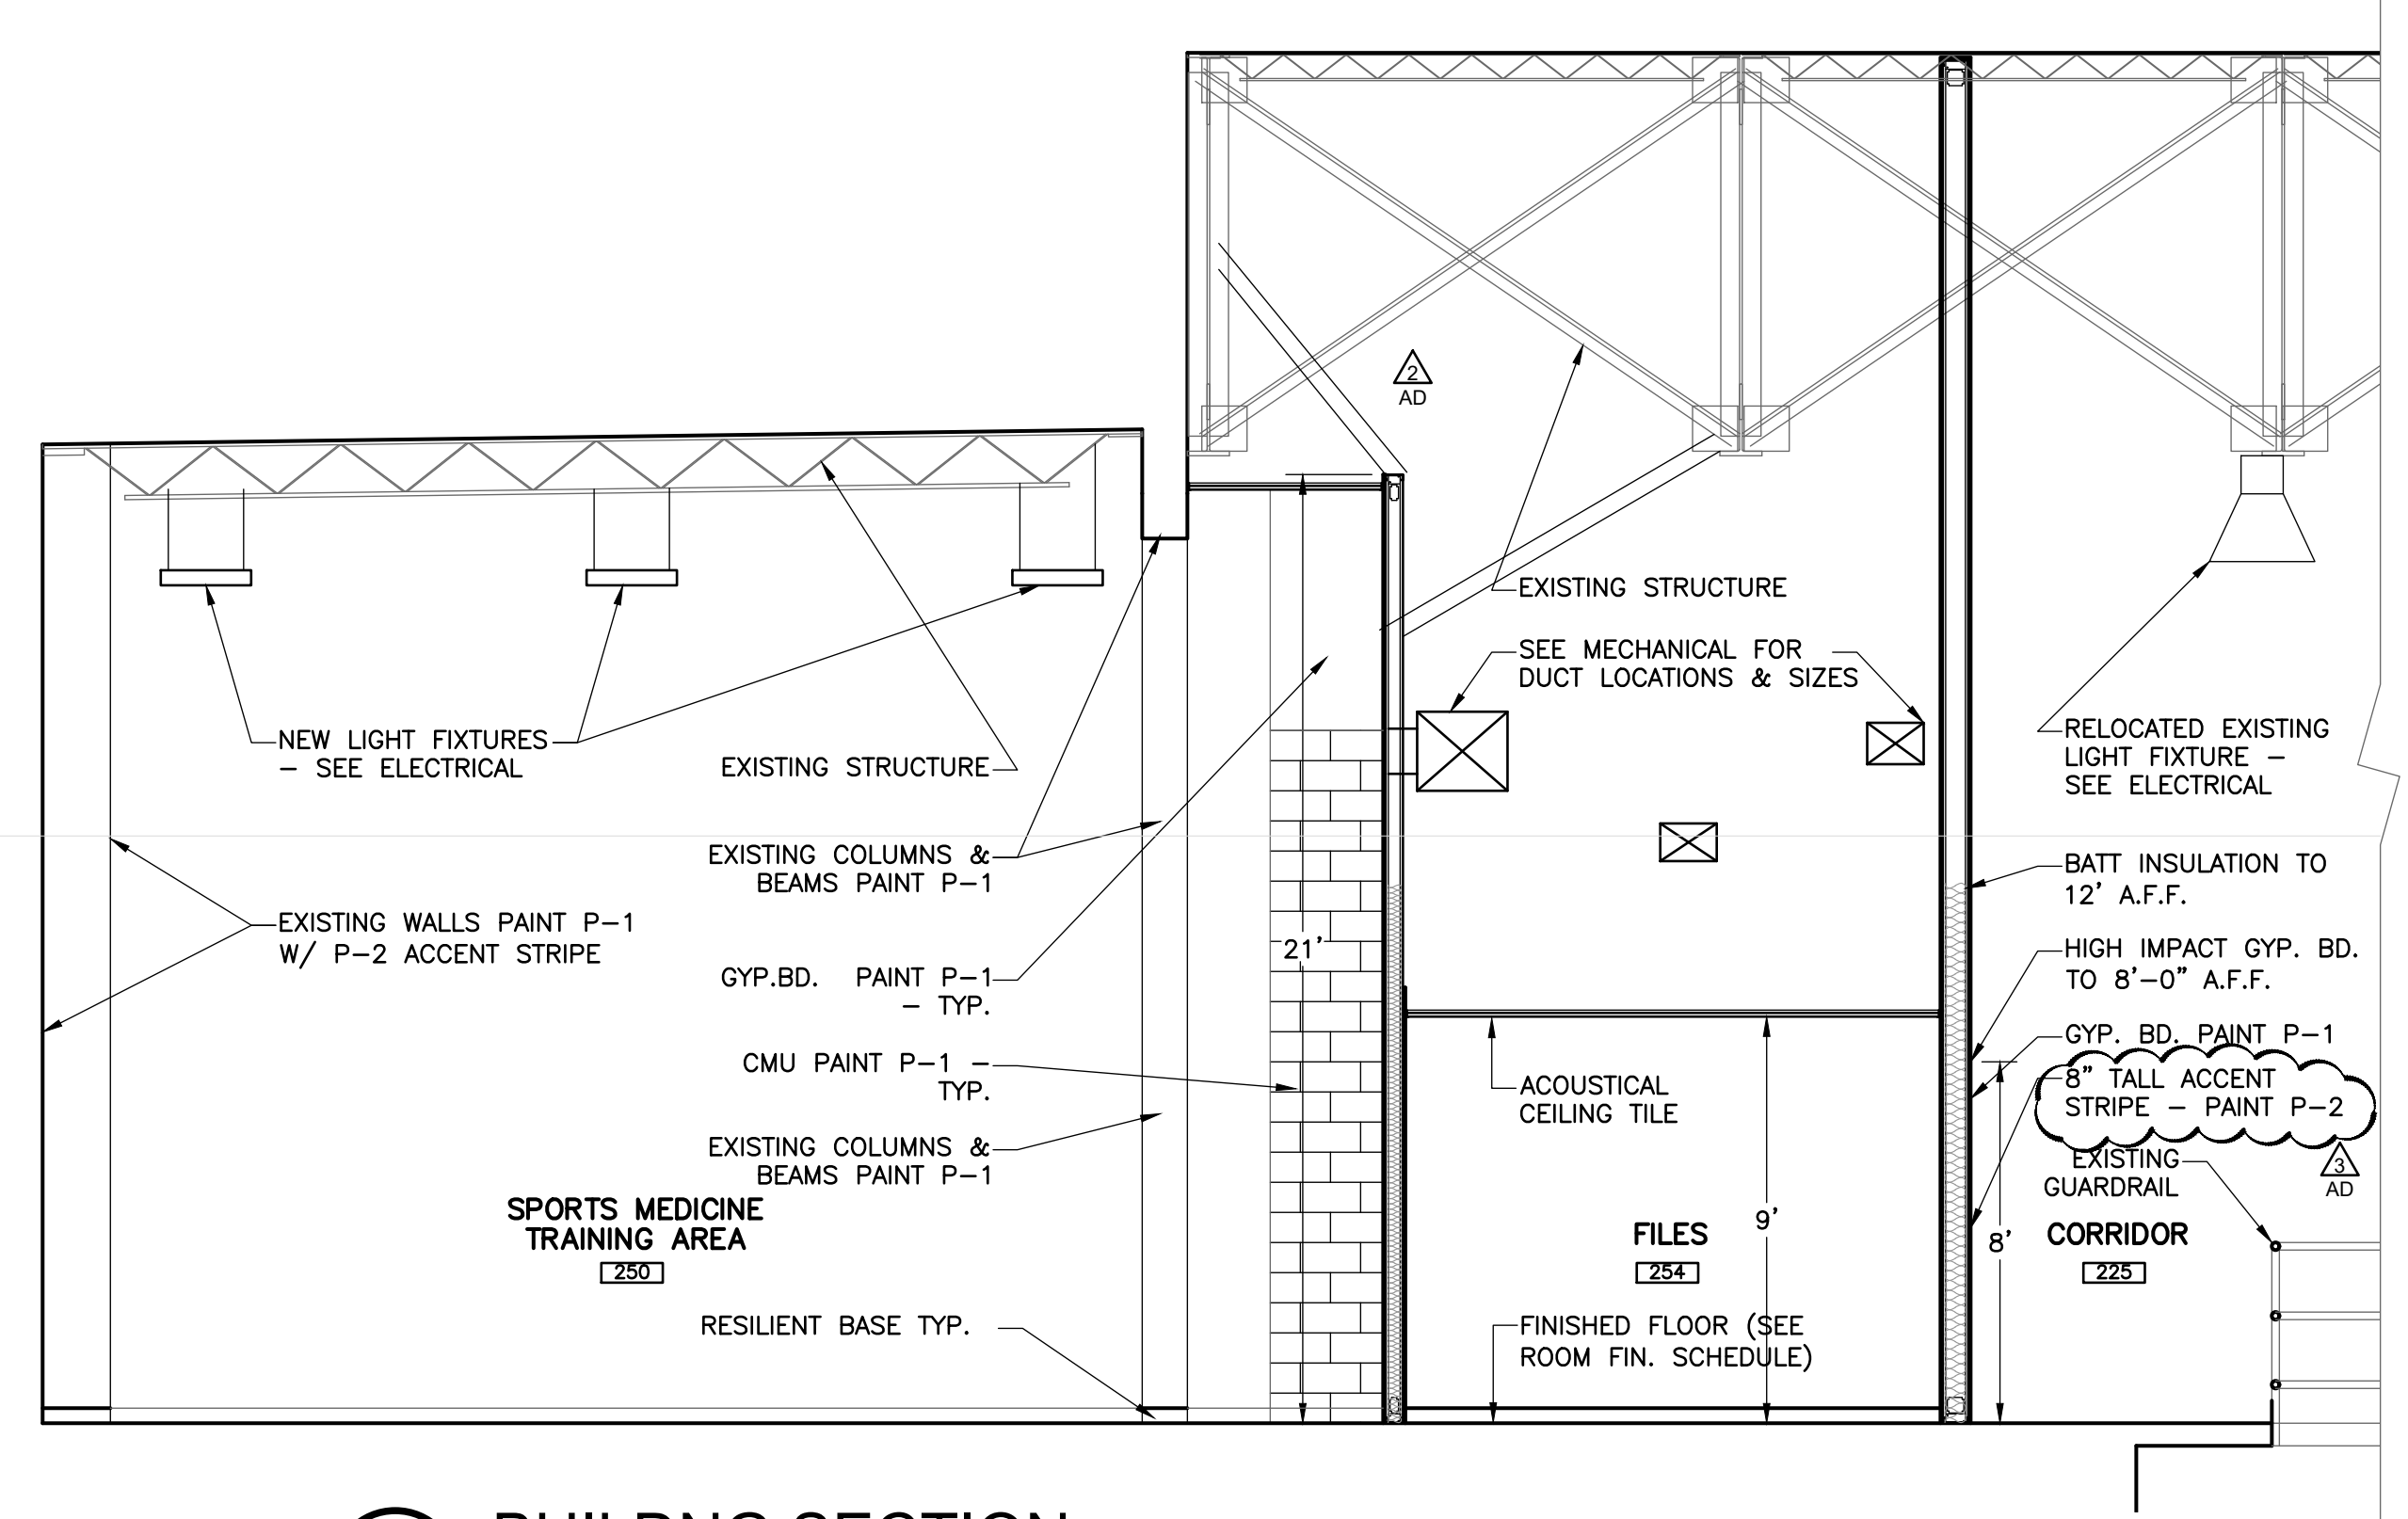 2
AD
EXISTING STRUCTURE
SEE MECHANICAL FOR
DUCT LOCATIONS & SIZES
NEW LIGHT FIXTURES
– SEE ELECTRICAL
EXISTING STRUCTURE
RELOCATED EXISTING
LIGHT FIXTURE –
SEE ELECTRICAL
EXISTING COLUMNS &
BEAMS PAINT P–1
BATT INSULATION TO
12' A.F.F.
EXISTING WALLS PAINT P–1
W/ P–2 ACCENT STRIPE
21'
HIGH IMPACT GYP. BD.
TO 8'–0" A.F.F.
GYP.BD. PAINT P–1
– TYP.
GYP. BD. PAINT P–1
CMU PAINT P–1 –
TYP.
8" TALL ACCENT
STRIPE – PAINT P–2
ACOUSTICAL
CEILING TILE
EXISTING COLUMNS &
BEAMS PAINT P–1
EXISTING
GUARDRAIL
3
AD
SPORTS MEDICINE
TRAINING AREA
250
FILES
254
9'
8'
CORRIDOR
225
RESILIENT BASE TYP.
FINISHED FLOOR (SEE
ROOM FIN. SCHEDULE)
BUILDNG SECTION